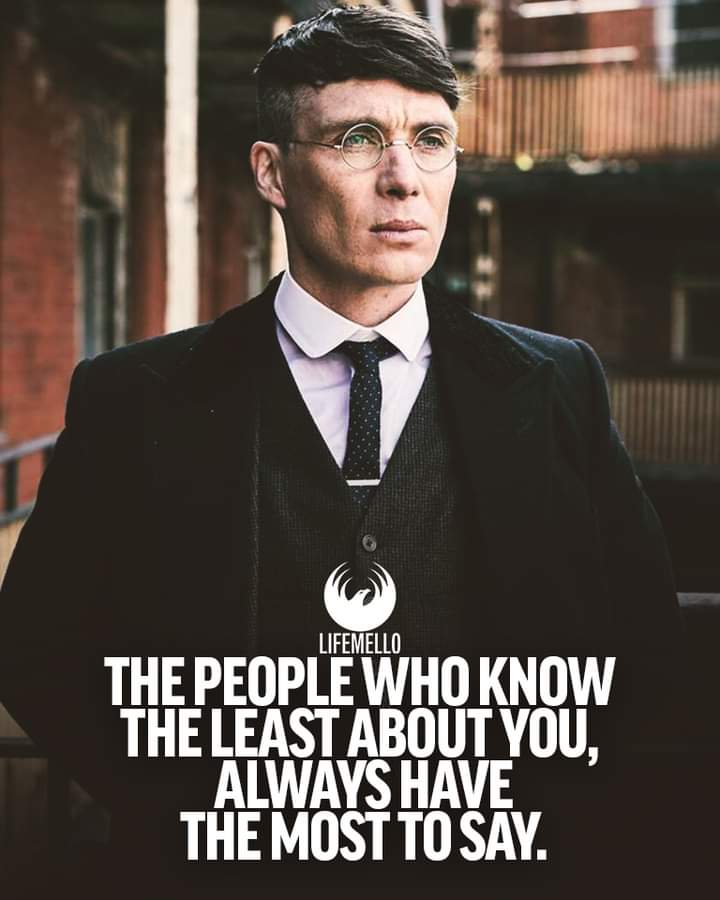 LIFEMELLO
THE PEOPLE WHO KNOW
THE LEAST ABOUT YOU,
ALWAYS HAVE
THE MOST TO SAY.